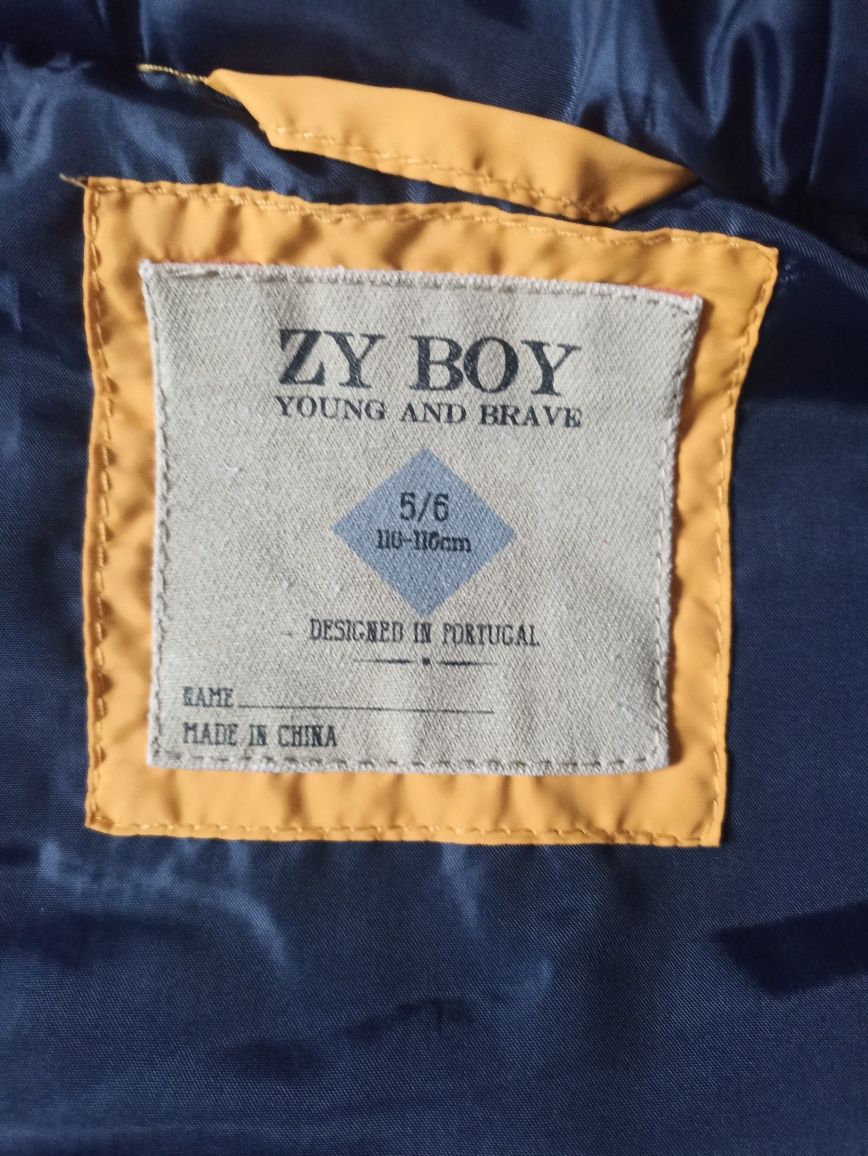 ZY BOY
YOUNG AND BRAVE
5/6
110-116cm
DESIGNED IN PORTUGAL
NAME
MADE IN CHINA